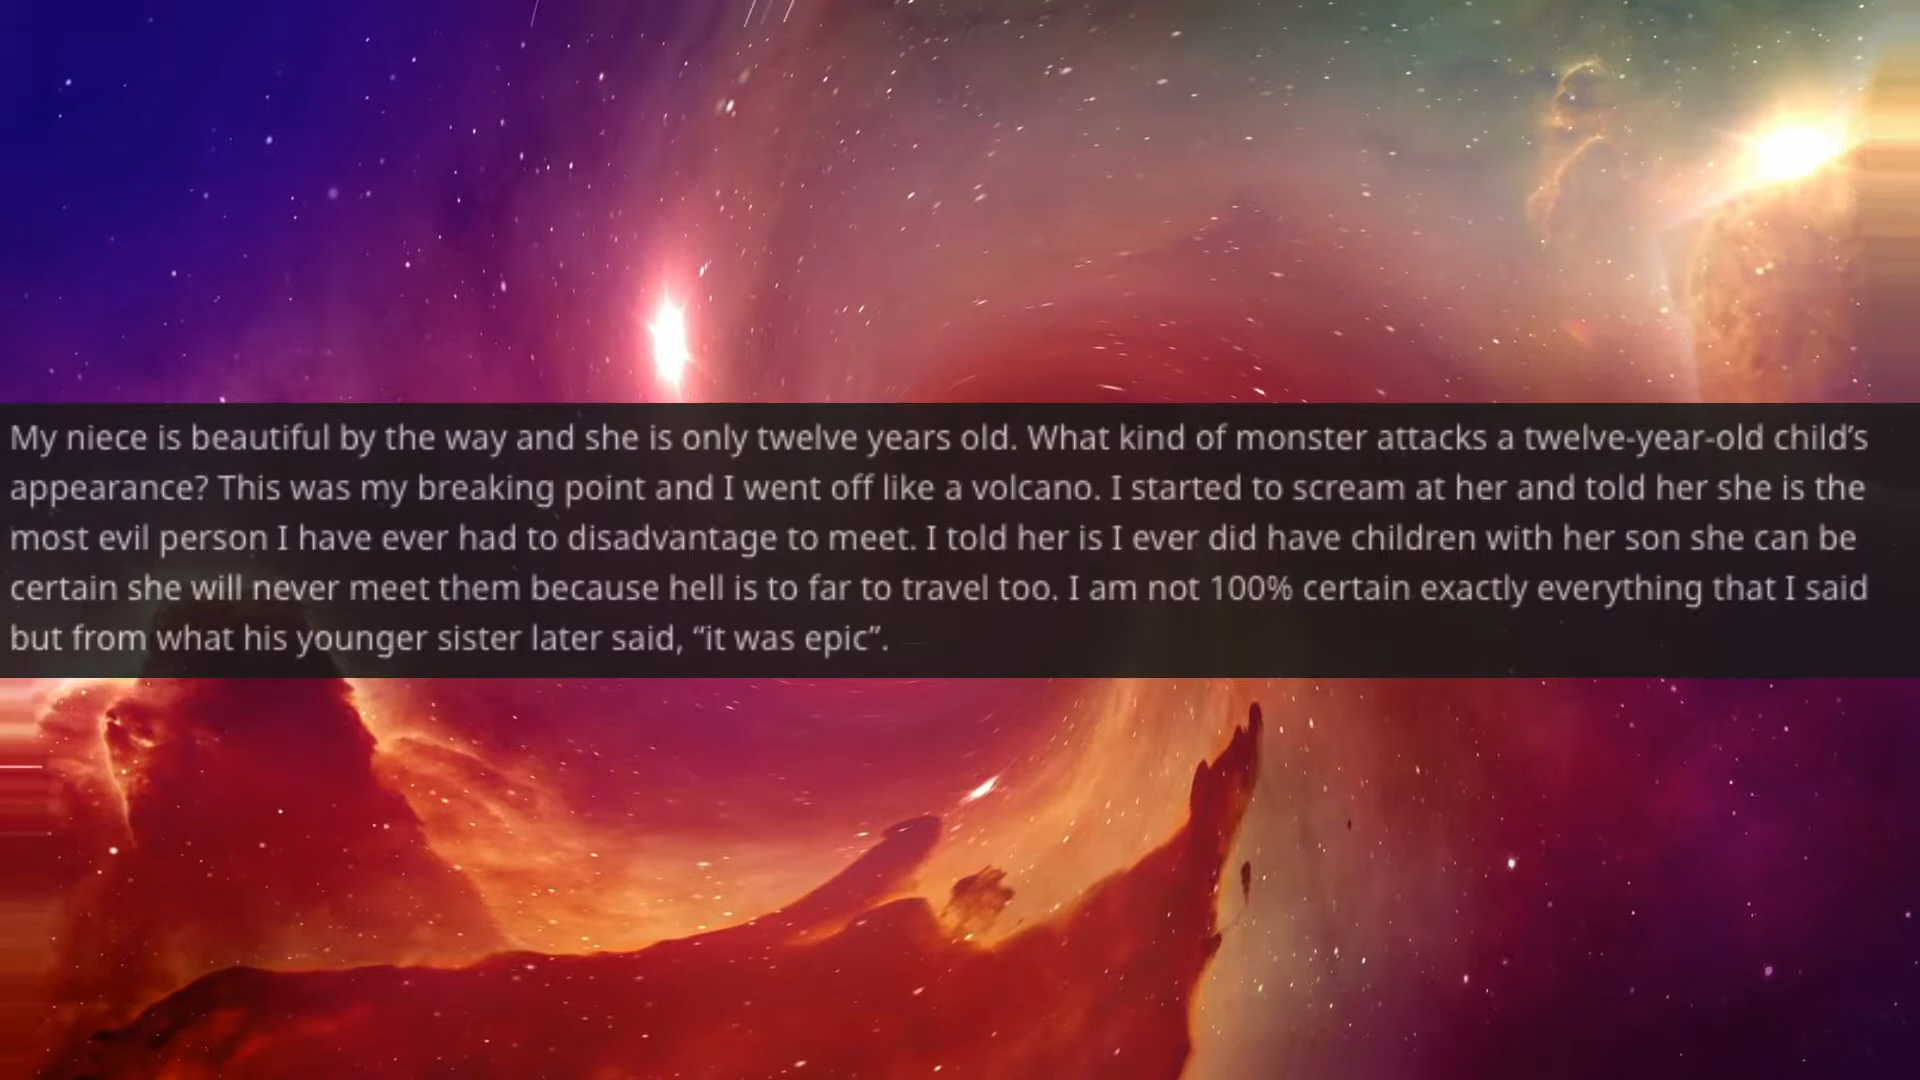 My niece is beautiful by the way and she is only twelve years old. What kind of monster attacks a twelve-year-old child’s
appearance? This was my breaking point and I went off like a volcano. I started to scream at her and told her she is the
most evil person I have ever had to disadvantage to meet. I told her is I ever did have children with her son she can be
certain she will never meet them because hell is to far to travel too. I am not 100% certain exactly everything that I said
but from what his younger sister later said, “it was epic”.